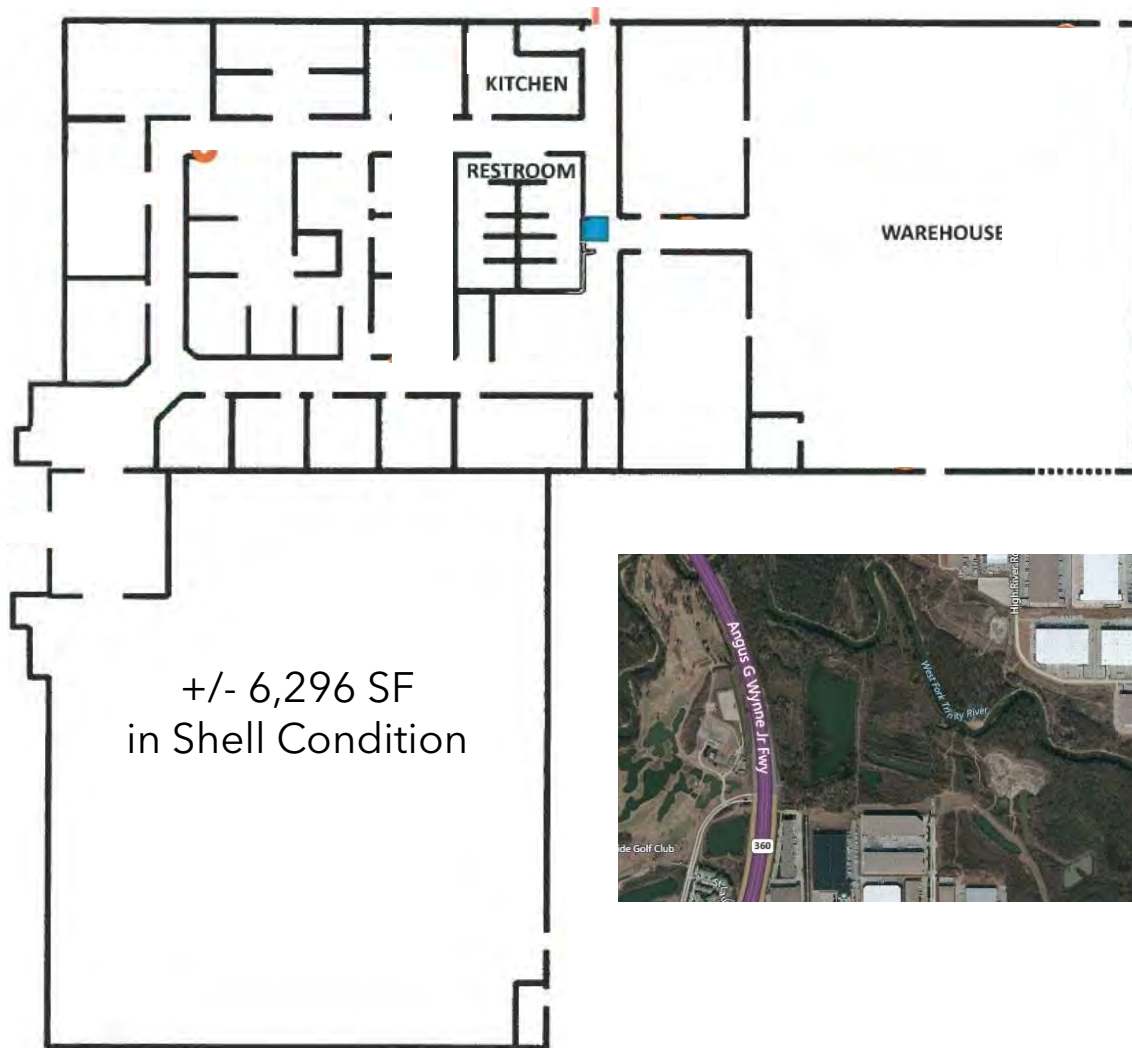 KITCHEN
RESTROOM
WAREHOUSE
+/- 6,296 SF
in Shell Condition
High River
Angus G Wynne Jr Fwy
West Fork Trinity River
360
ide Golf Club